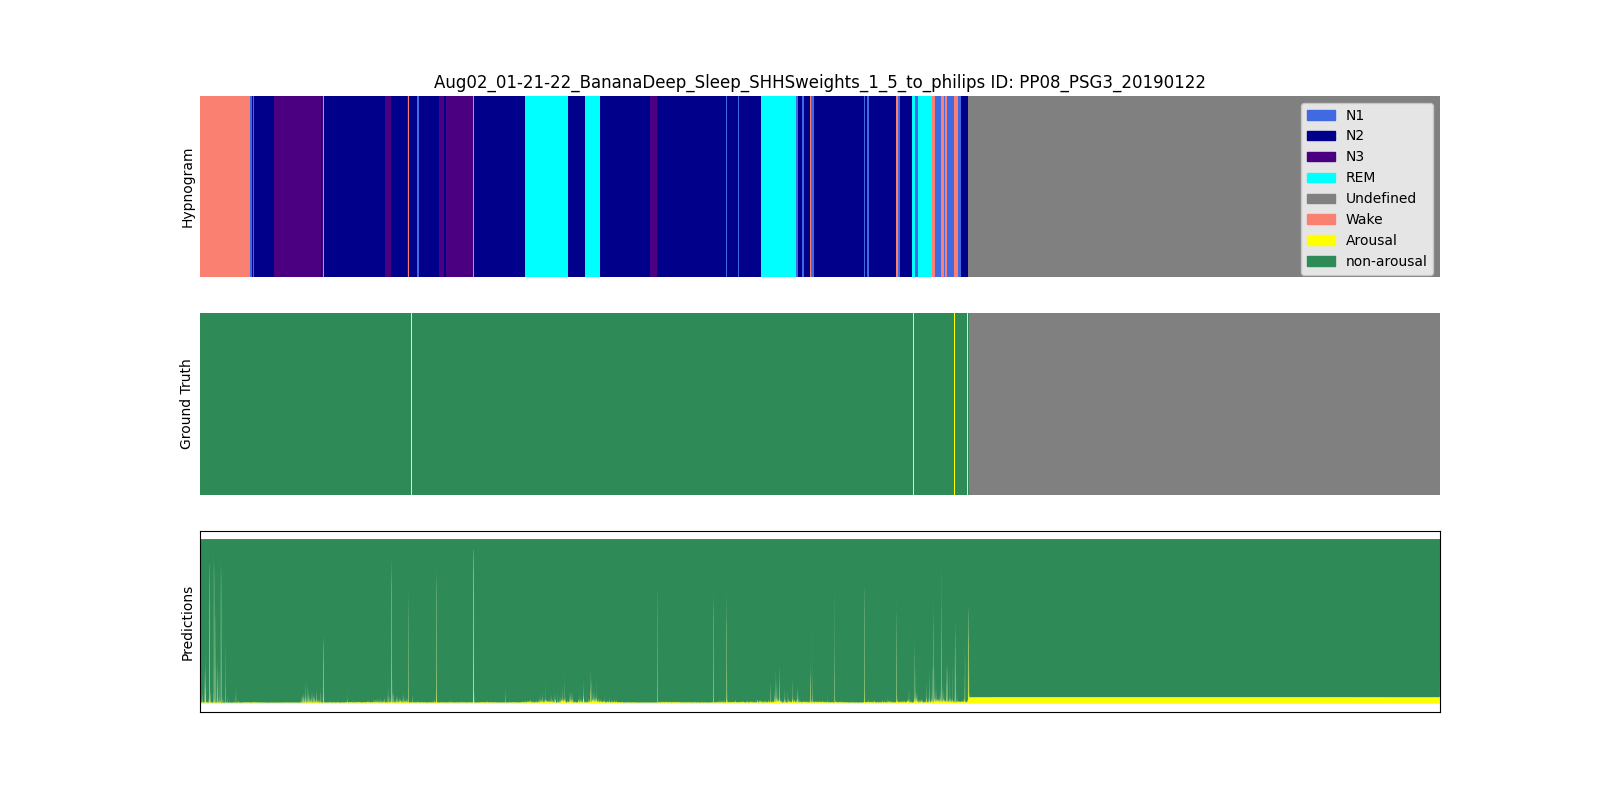 Aug02_01-21-22_BananaDeep_Sleep_SHHSweights_1_5_to_philips ID: PP08_PSG3_20190122
Hypnogram
N1
N2
N3
REM
Undefined
Wake
Arousal
non-arousal
Ground Truth
Predictions